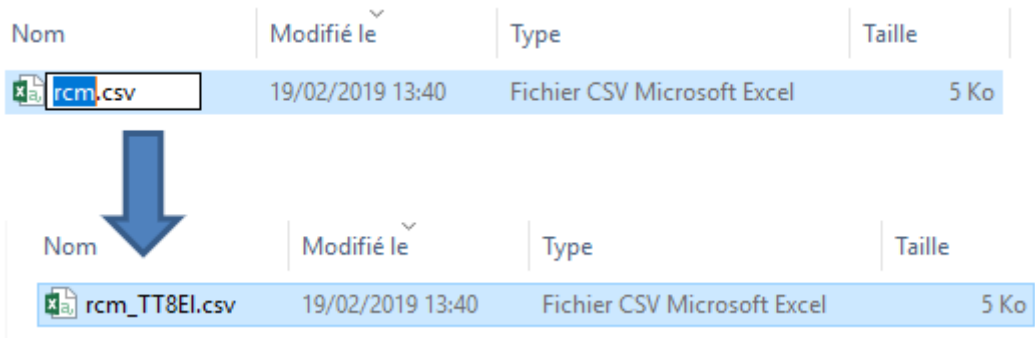 Nom Modifié le Type Taille
rcm.csv 19/02/2019 13:40 Fichier CSV Microsoft Excel 5 Ko
Nom Modifié le Type Taille
rcm_TT8EI.csv 19/02/2019 13:40 Fichier CSV Microsoft Excel 5 Ko